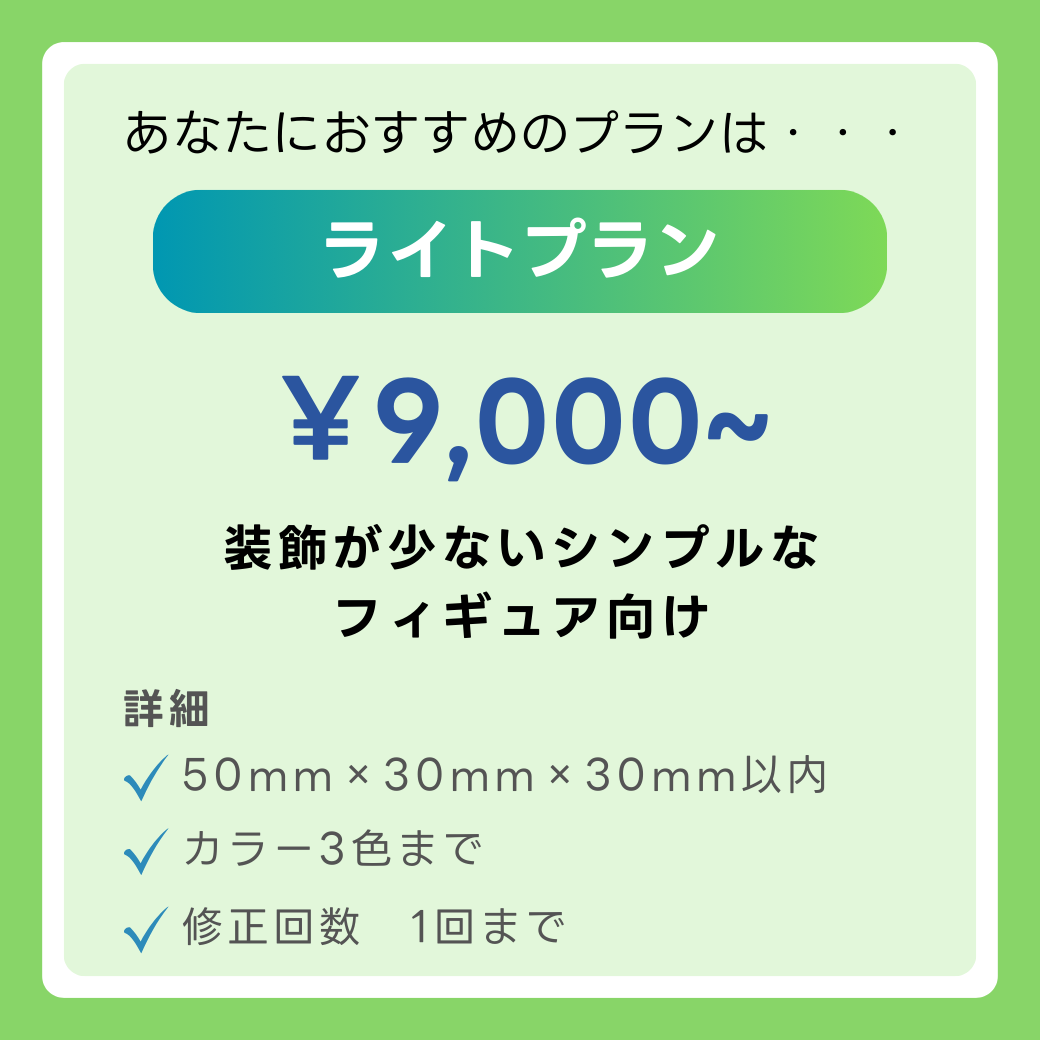 あなたにおすすめのプランは・・・
ライトプラン
￥9,000~
装飾が少ないシンプルな
フィギュア向け
詳細
50mm×30mm×30mm以内
カラー3色まで
修正回数　1回まで